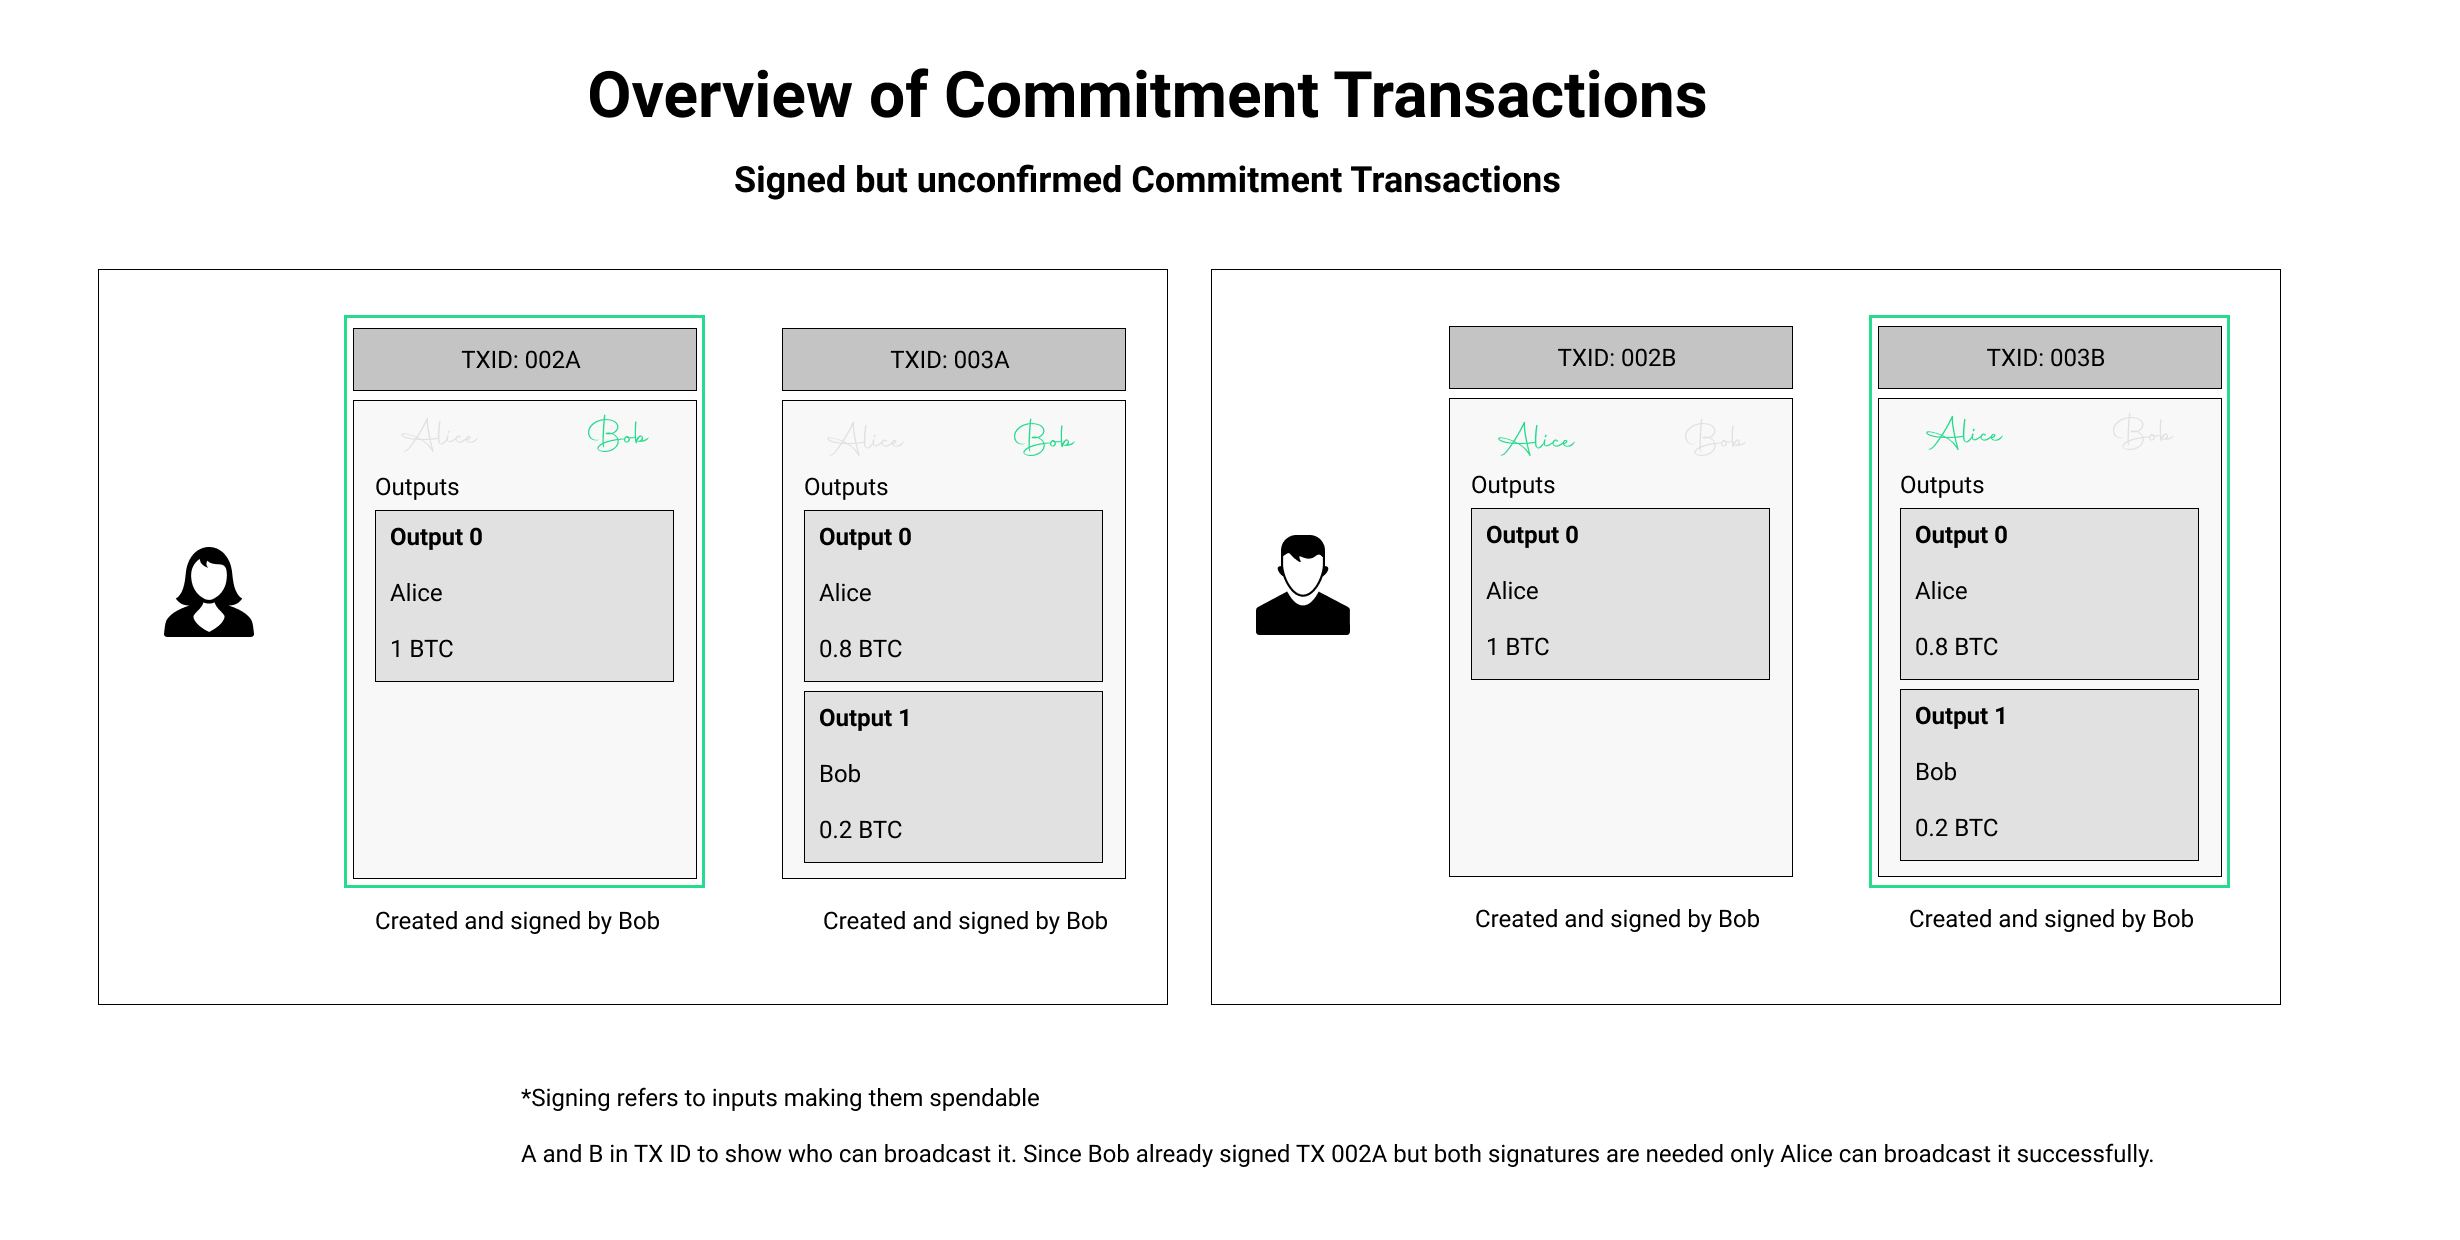 Overview of Commitment Transactions
Signed but unconfirmed Commitment Transactions
TXID: 002A
Alice Bob
Outputs
Output 0
Alice
1 BTC
Created and signed by Bob
TXID: 003A
Alice Bob
Outputs
Output 0
Alice
0.8 BTC
Output 1
Bob
0.2 BTC
Created and signed by Bob
TXID: 002B
Alice Bob
Outputs
Output 0
Alice
1 BTC
Created and signed by Bob
TXID: 003B
Alice Bob
Outputs
Output 0
Alice
0.8 BTC
Output 1
Bob
0.2 BTC
Created and signed by Bob
*Signing refers to inputs making them spendable
A and B in TX ID to show who can broadcast it. Since Bob already signed TX 002A but both signatures are needed only Alice can broadcast it successfully.